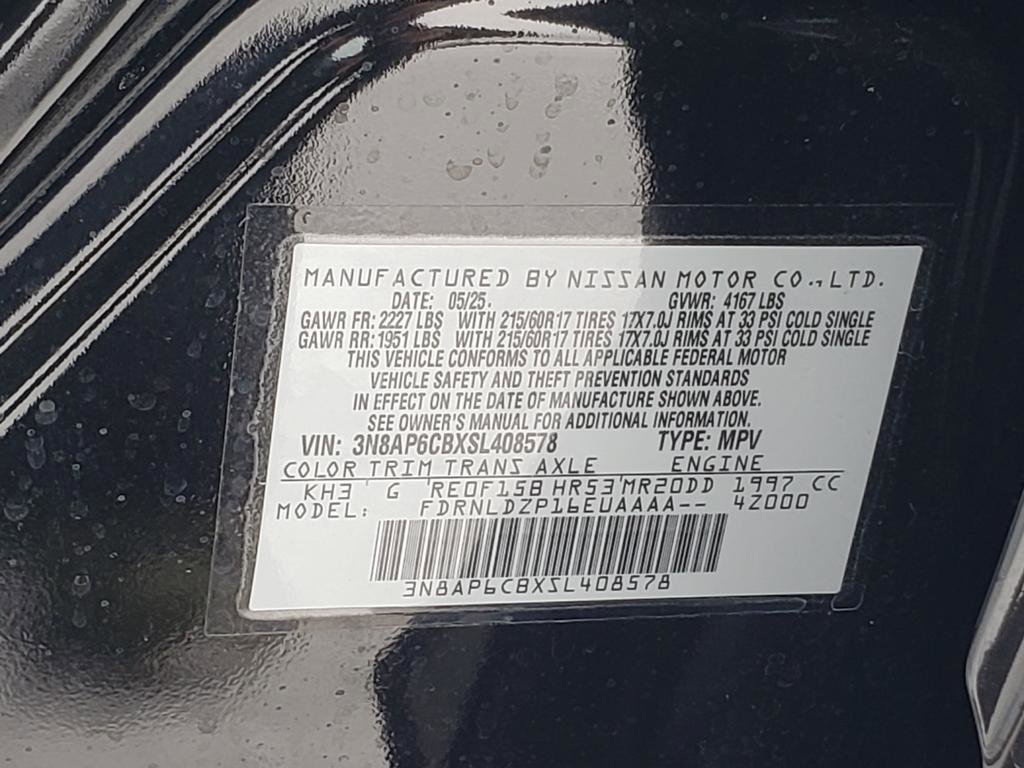 MANUFACTURED BY NISSAN MOTOR CO.,LTD.
DATE: 05/25. GVWR: 4167 LBS
GAWR FR: 2227 LBS WITH 215/60R17 TIRES 17X7.0J RIMS AT 33 PSI COLD SINGLE
GAWR RR: 1951 LBS WITH 215/60R17 TIRES 17X7.0J RIMS AT 33 PSI COLD SINGLE
THIS VEHICLE CONFORMS TO ALL APPLICABLE FEDERAL MOTOR
VEHICLE SAFETY AND THEFT PREVENTION STANDARDS
IN EFFECT ON THE DATE OF MANUFACTURE SHOWN ABOVE.
SEE OWNER'S MANUAL FOR ADDITIONAL INFORMATION.
VIN: 3N8AP6CBXSL408578 TYPE: MPV
COLOR TRIM TRANS AXLE ENGINE
KH3 G RE0F15B HR53 MR20DD 1997 CC
MODEL: FDRNLDZP16EUAAAA-- 4Z000
3N8AP6CBXSL408578